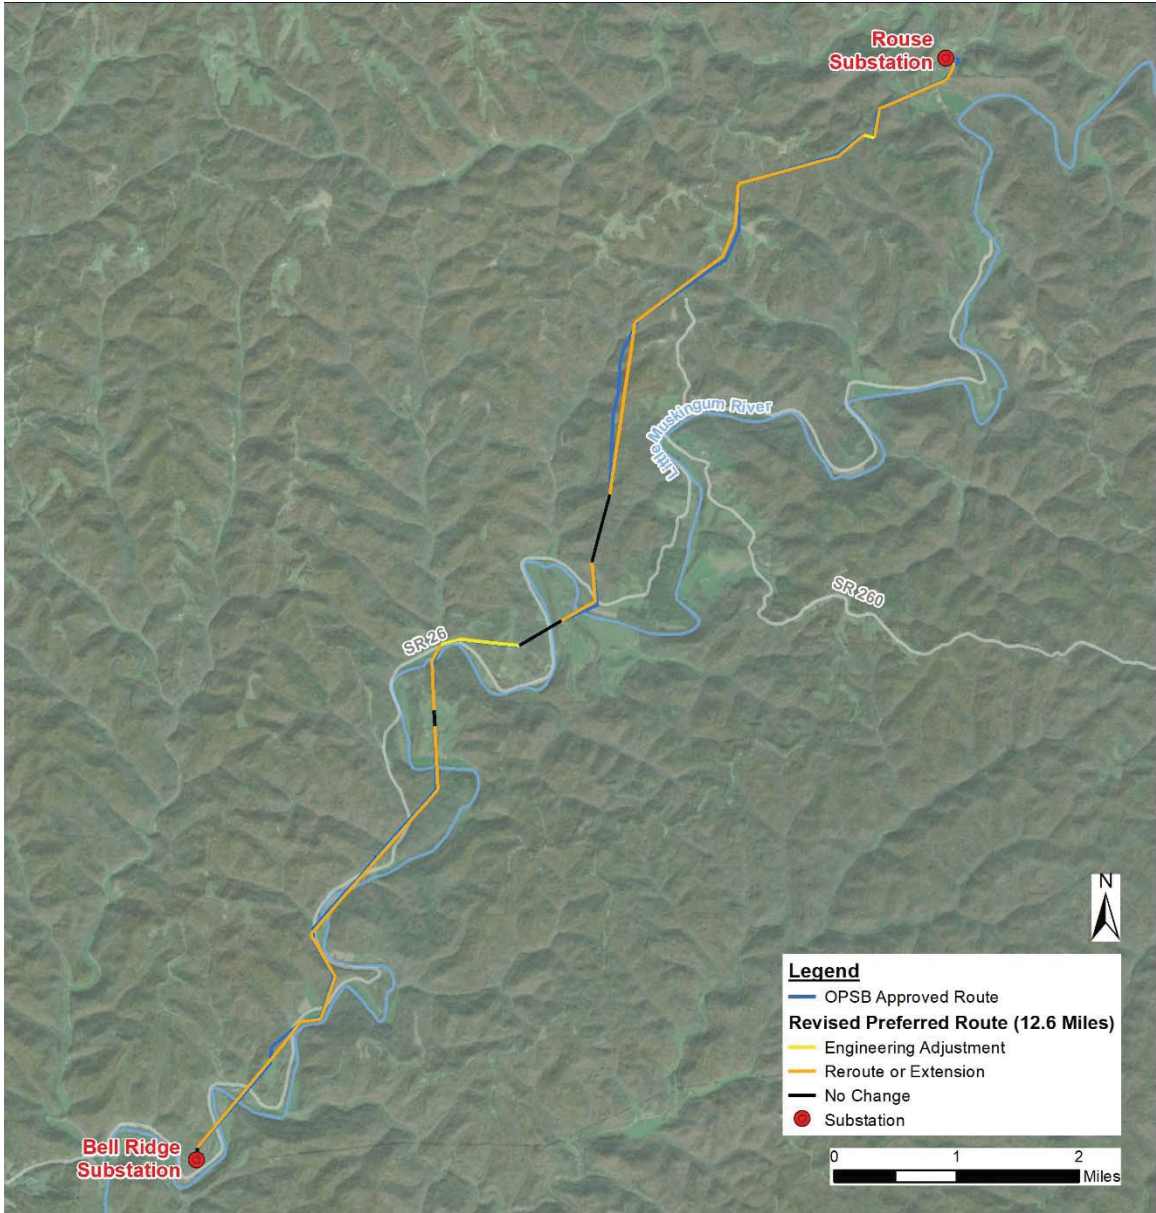 Rouse
Substation
Little Muskingum River
SR 260
SR 26
N
Legend
OPSB Approved Route
Revised Preferred Route (12.6 Miles)
Engineering Adjustment
Reroute or Extension
No Change
Substation
Bell Ridge
Substation
0 1 2
Miles